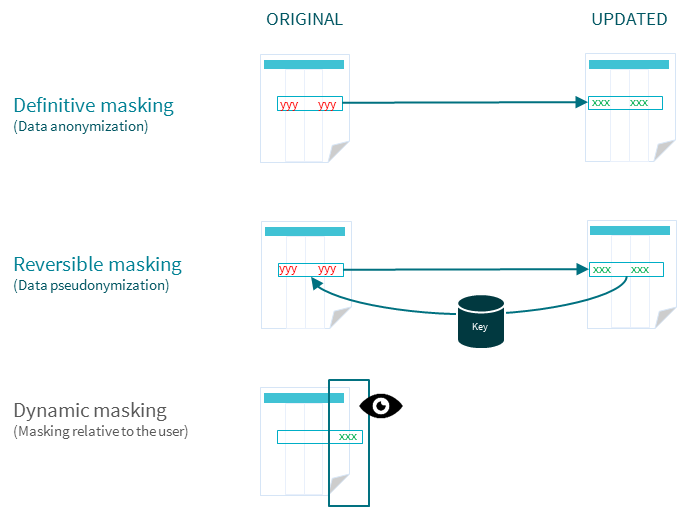 ORIGINAL UPDATED
Definitive masking
(Data anonymization)
yyy yyy xxx xxx
Reversible masking
(Data pseudonymization)
yyy yyy xxx xxx
Key
Dynamic masking
(Masking relative to the user)
xxx